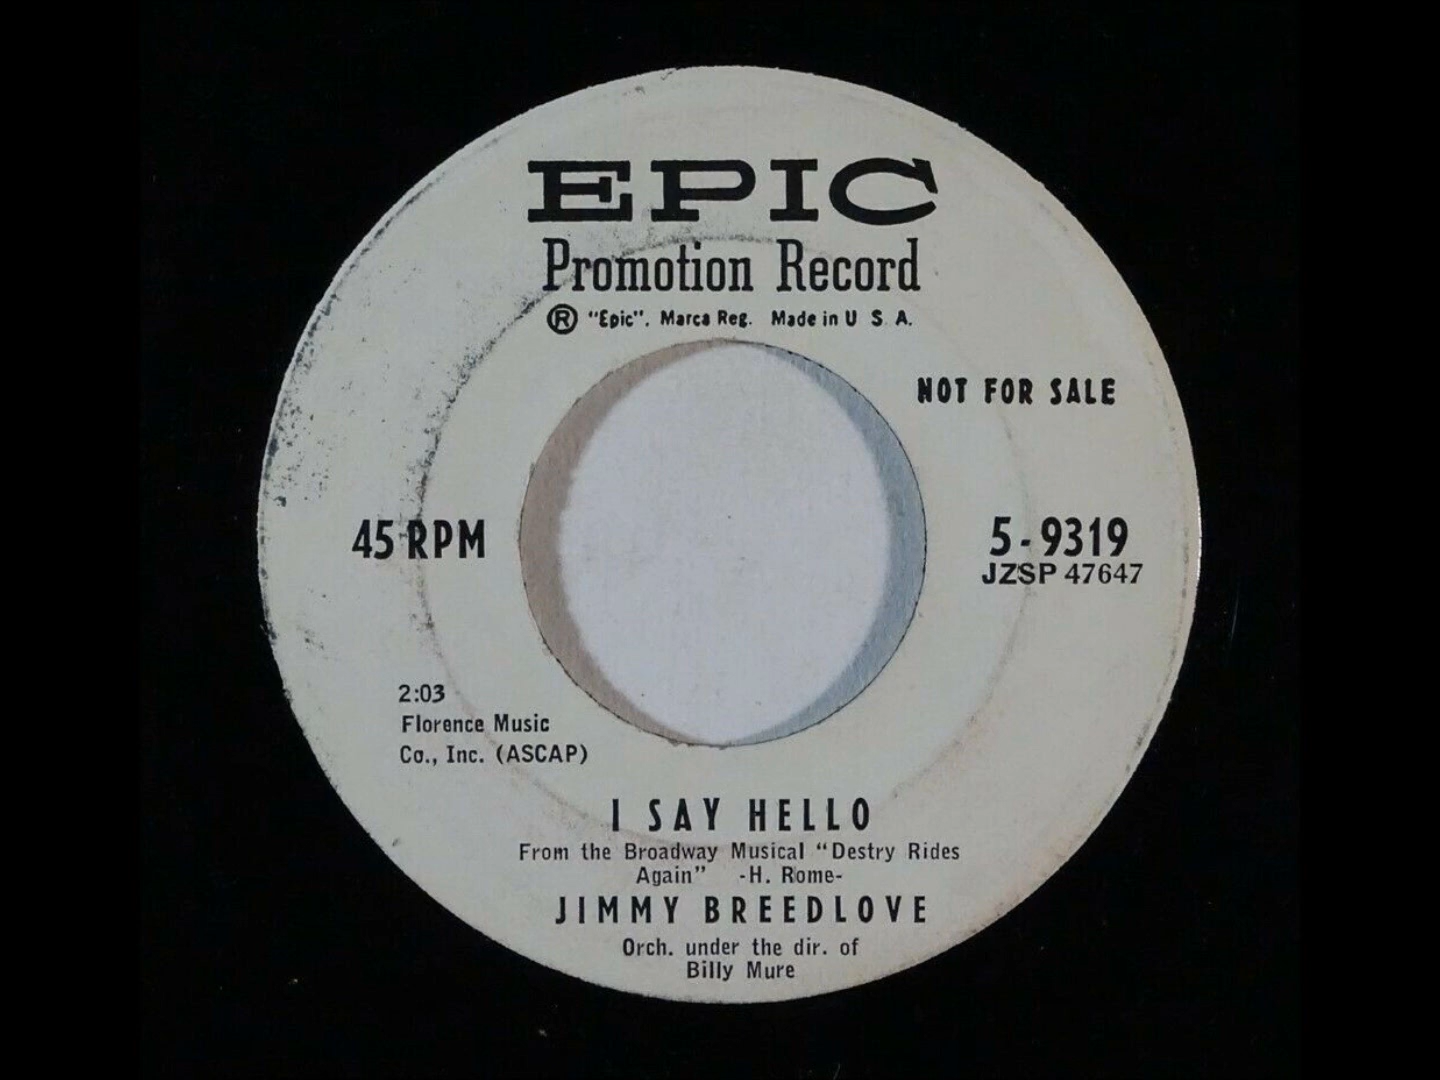 EPIC
Promotion Record
® "Epic". Marca Reg. Made in U S. A.
NOT FOR SALE
45 RPM
5-9319
JZSP 47647
2:03
Florence Music
Co., Inc. (ASCAP)
I SAY HELLO
From the Broadway Musical "Destry Rides
Again" -H. Rome-
JIMMY BREEDLOVE
Orch. under the dir. of
Billy Mure